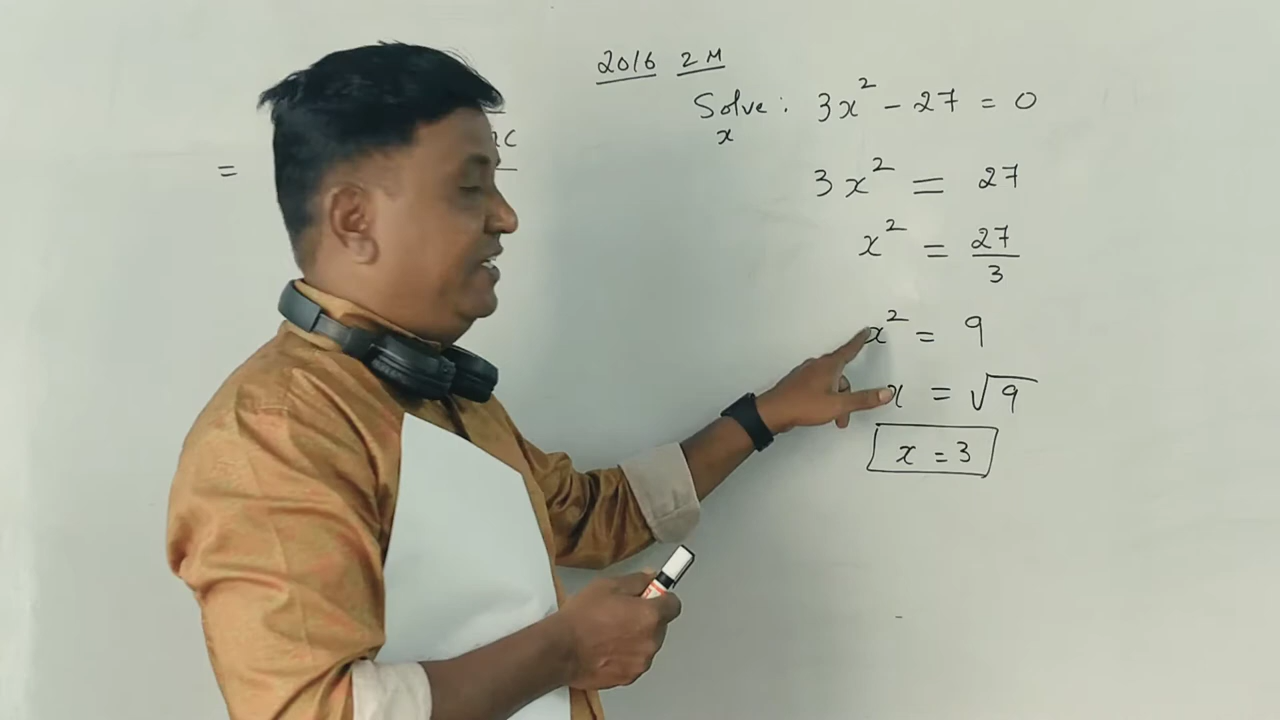 2016 2M
Solve : 3x² - 27 = 0
x
3x² = 27
x² = 27/3
x² = 9
x = √9
x = 3
=